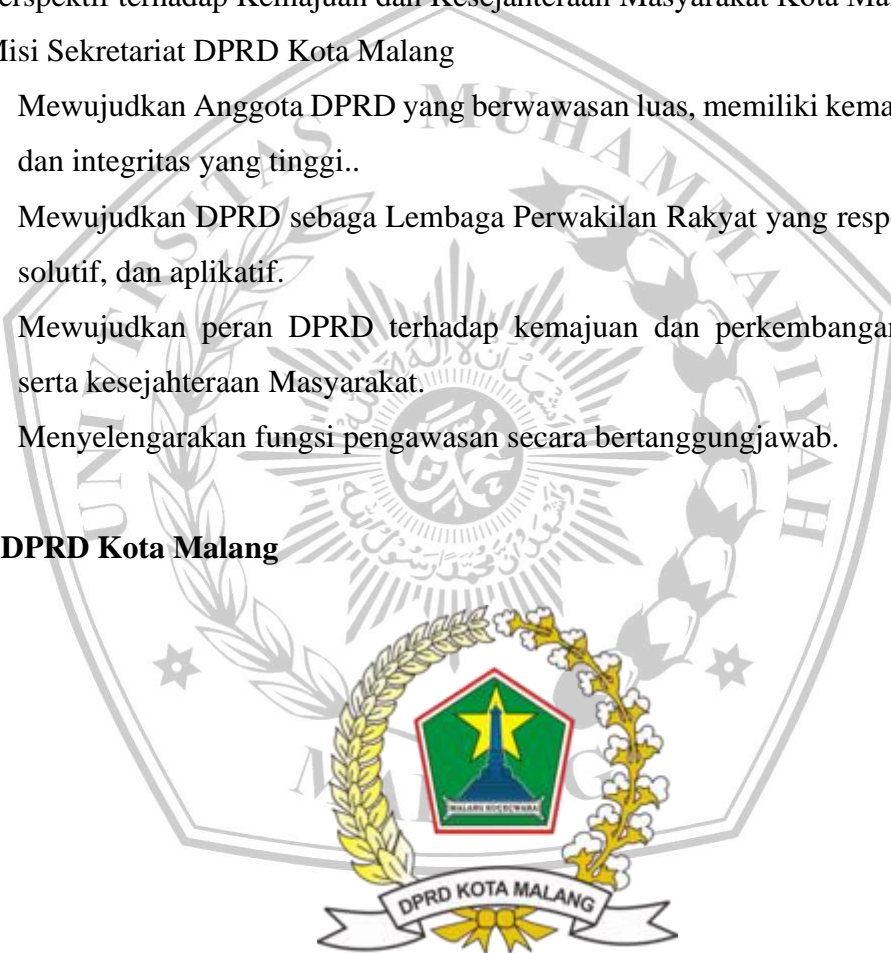 erspektif terhadap Kemajuan dan Kesejahteraan Masyarakat Kota Ma
Misi Sekretariat DPRD Kota Malang
Mewujudkan Anggota DPRD yang berwawasan luas, memiliki kema
dan integritas yang tinggi..
Mewujudkan DPRD sebaga Lembaga Perwakilan Rakyat yang resp
solutif, dan aplikatif.
Mewujudkan peran DPRD terhadap kemajuan dan perkembangan
serta kesejahteraan Masyarakat.
Menyelengarakan fungsi pengawasan secara bertanggungjawab.
DPRD Kota Malang
MALANG KUCECWARA
DPRD KOTA MALANG
UNIVERSITAS MUHAMMADIYAH
MALANG